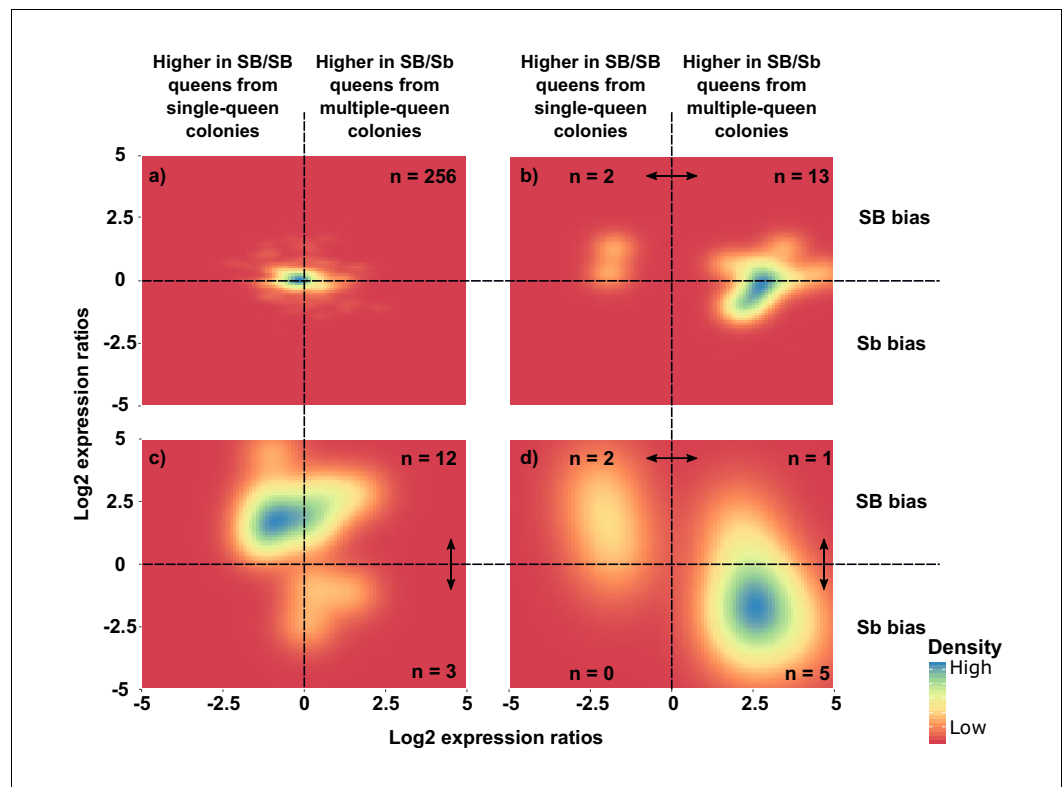 Higher in SB/SB
queens from
single-queen
colonies
Higher in SB/Sb
queens from
multiple-queen
colonies
Higher in SB/SB
queens from
single-queen
colonies
Higher in SB/Sb
queens from
multiple-queen
colonies
5
2.5
0
-2.5
-5
a)
n = 256
b)
n = 2
n = 13
SB bias
Sb bias
Log2 expression ratios
5
2.5
0
-2.5
-5
c)
n = 12
n = 3
d)
n = 2
n = 1
n = 0
n = 5
SB bias
Sb bias
-5
-2.5
0
2.5
5
-5
-2.5
0
2.5
5
Log2 expression ratios
Density
High
Low